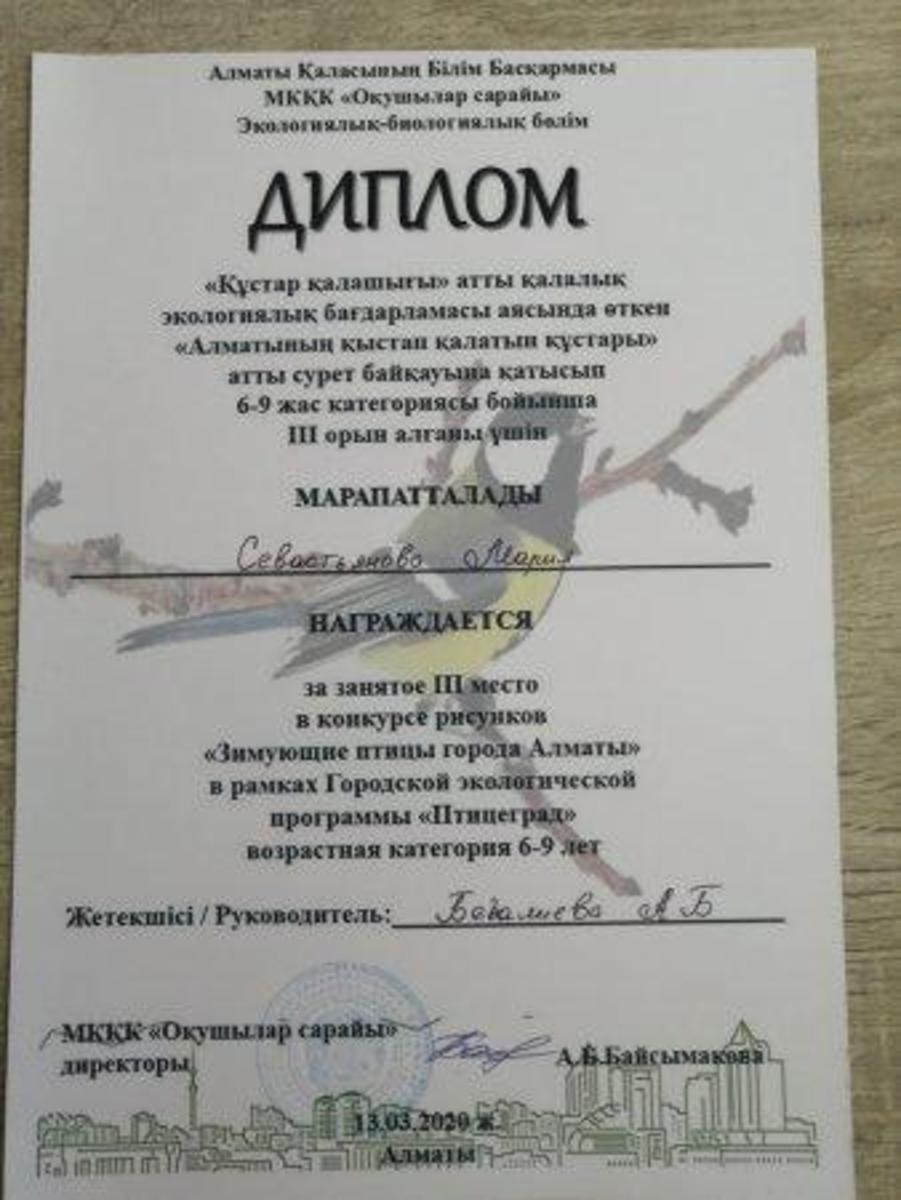 Алматы Қаласының Білім Басқармасы
МКҚК «Оқушылар сарайы»
Экологиялық-биологиялық бөлім
ДИПЛОМ
«Құстар қалашығы» атты қалалық
экологиялық бағдарламасы аясында өткен
«Алматының қыстап қалатын құстары»
атты сурет байқауына қатысып
6-9 жас категориясы бойынша
III орын алғаны үшін
МАРАПАТТАЛАДЫ
Севастьянова Мария
НАГРАЖДАЕТСЯ
за занятое III место
в конкурсе рисунков
«Зимующие птицы города Алматы»
в рамках Городской экологической
программы «Птицеград»
возрастная категория 6-9 лет
Жетекшісі / Руководитель: А Б
МКҚК «Оқушылар сарайы»
директоры А.Б.Байсымакова
13.03.2020 ж.
Алматы